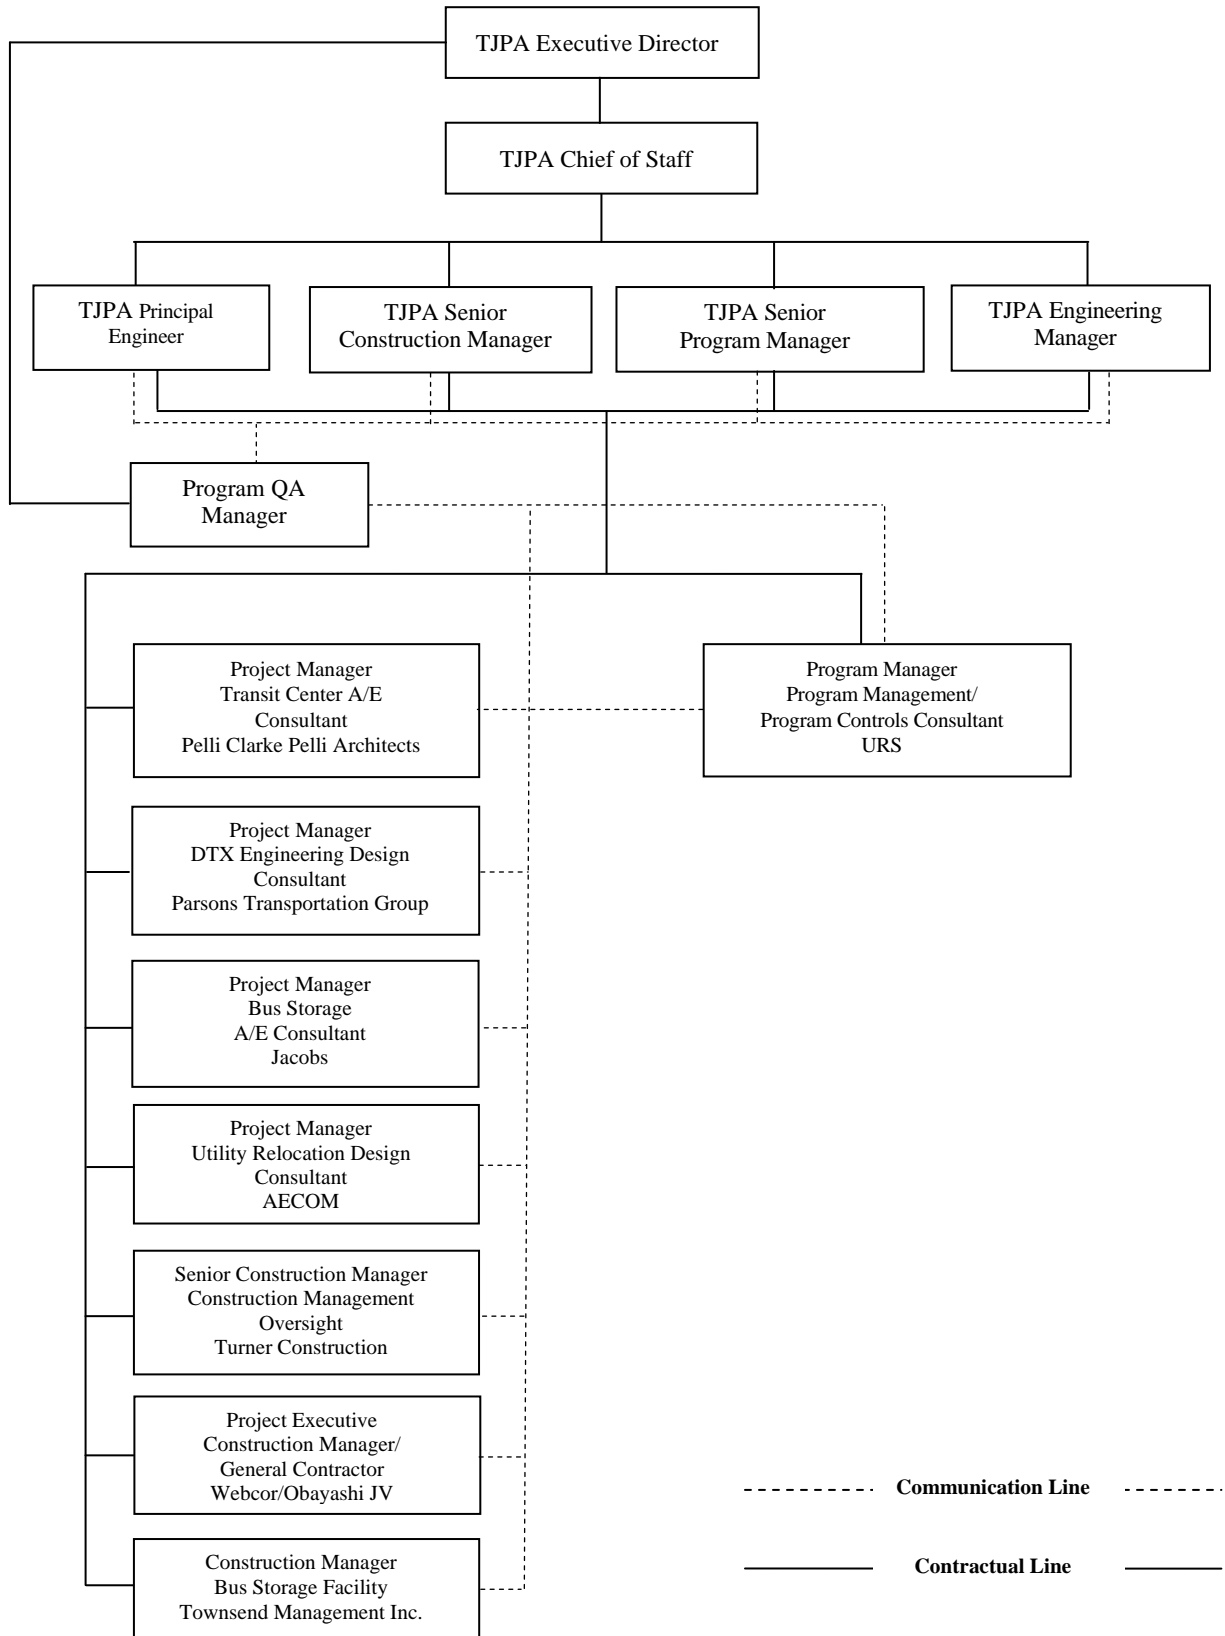 TJPA Executive Director
TJPA Chief of Staff
TJPA Principal
Engineer
TJPA Senior
Construction Manager
TJPA Senior
Program Manager
TJPA Engineering
Manager
Program QA
Manager
Project Manager
Transit Center A/E
Consultant
Pelli Clarke Pelli Architects
Program Manager
Program Management/
Program Controls Consultant
URS
Project Manager
DTX Engineering Design
Consultant
Parsons Transportation Group
Project Manager
Bus Storage
A/E Consultant
Jacobs
Project Manager
Utility Relocation Design
Consultant
AECOM
Senior Construction Manager
Construction Management
Oversight
Turner Construction
Project Executive
Construction Manager/
General Contractor
Webcor/Obayashi JV
Construction Manager
Bus Storage Facility
Townsend Management Inc.
Communication Line
Contractual Line